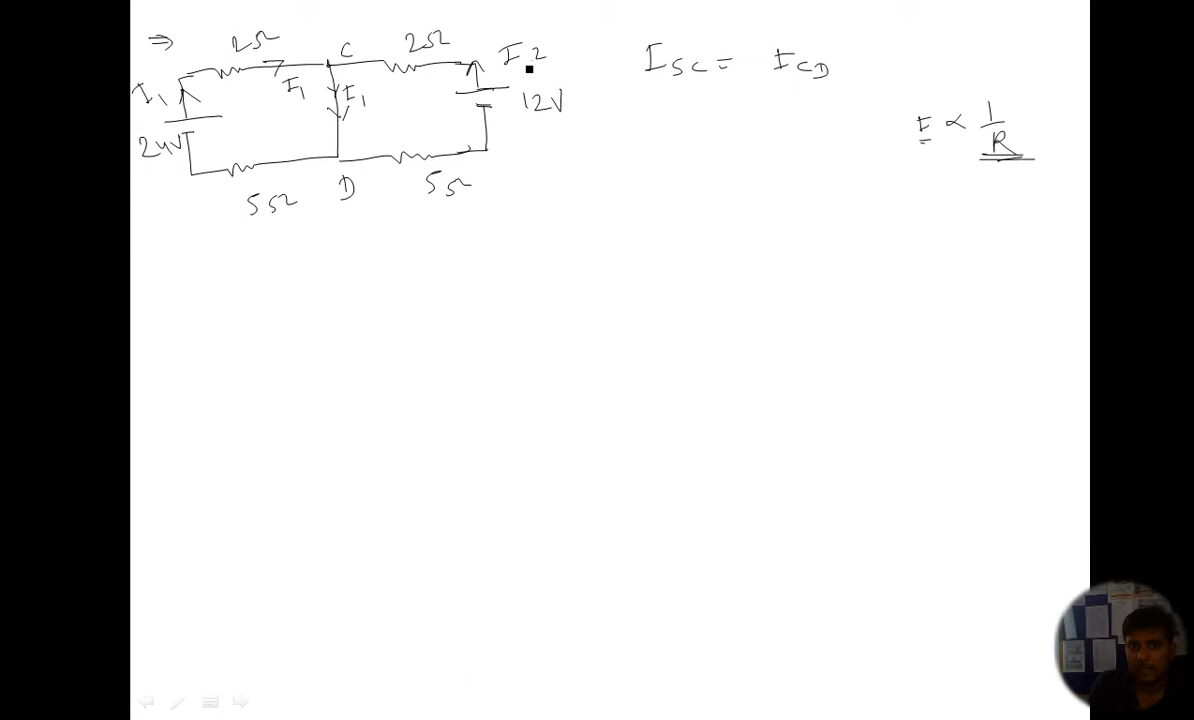 ⇒ 2Ω C 2Ω I2
I1 I1 I1 12V
24V
5Ω D 5Ω
ISC = ICD
I ∝ 1/R